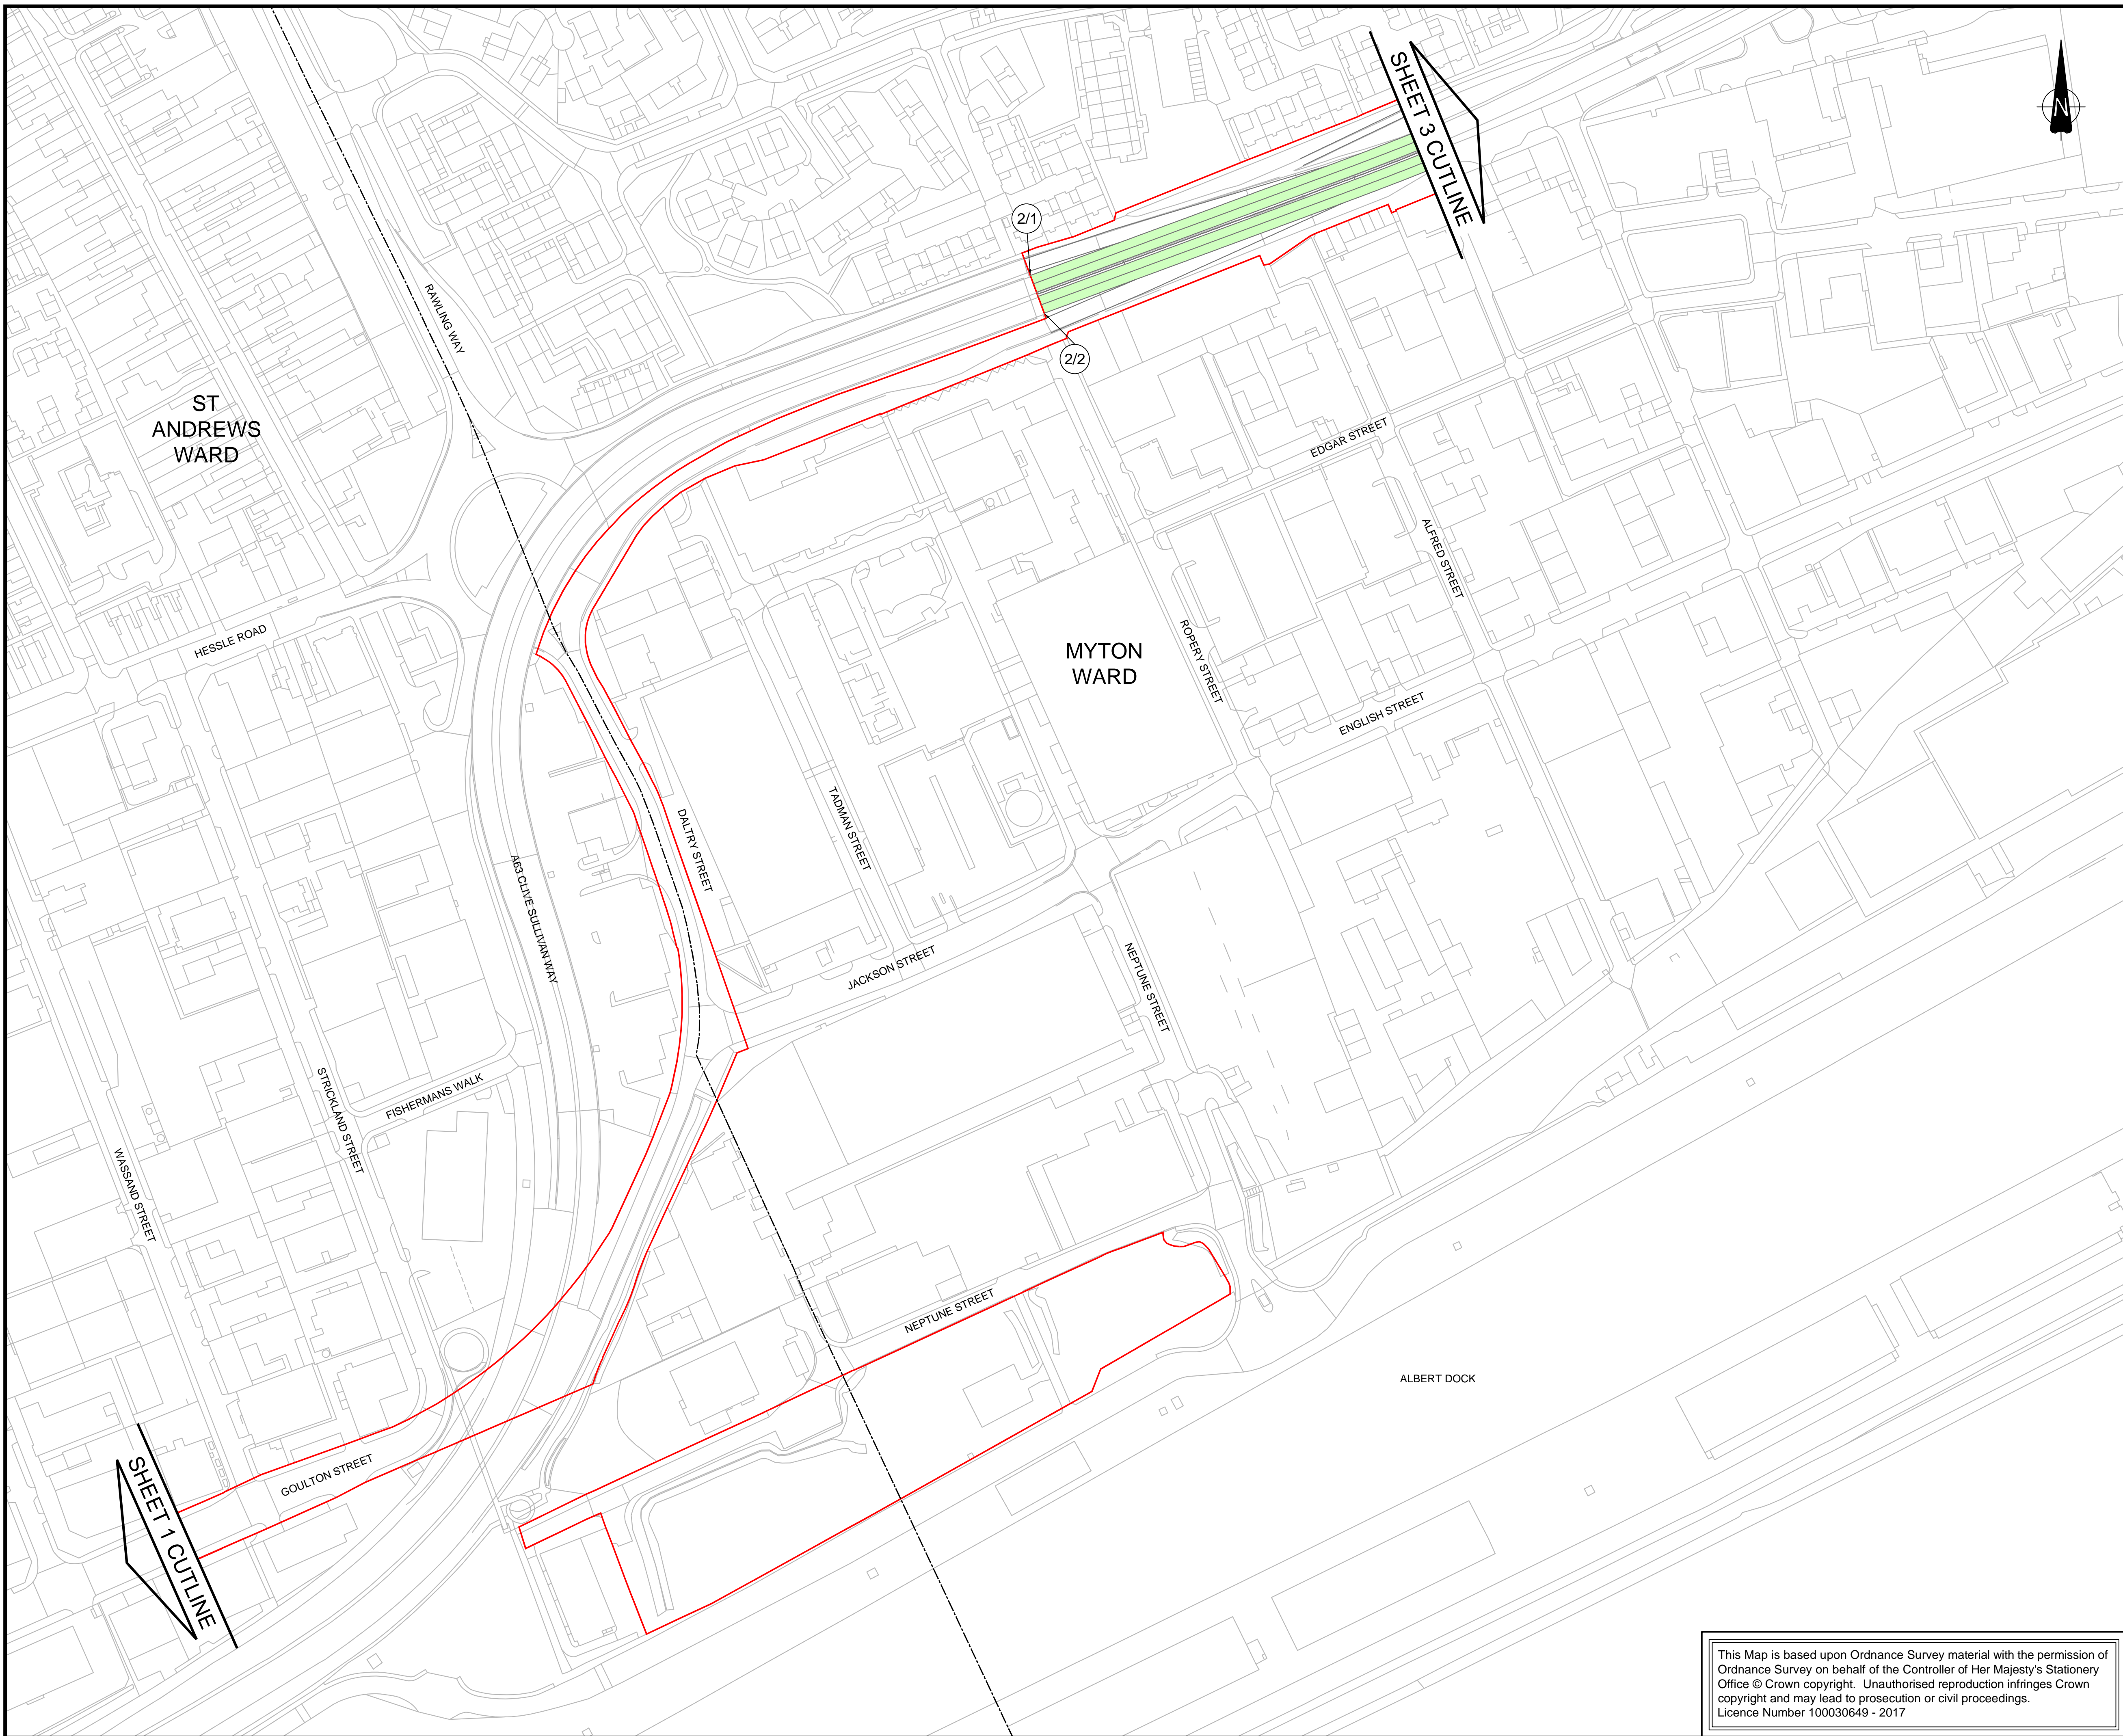 SHEET 3 CUTLINE
N
2/1
2/2
RAWLING WAY
ST
ANDREWS
WARD
EDGAR STREET
ALFRED STREET
HESSLE ROAD
MYTON
WARD
ROPERY STREET
ENGLISH STREET
DALTRY STREET
TADMAN STREET
A63 CLIVE SULLIVAN WAY
JACKSON STREET
NEPTUNE STREET
FISHERMANS WALK
STRICKLAND STREET
WASSAND STREET
NEPTUNE STREET
ALBERT DOCK
GOULTON STREET
SHEET 1 CUTLINE
This Map is based upon Ordnance Survey material with the permission of
Ordnance Survey on behalf of the Controller of Her Majesty's Stationery
Office © Crown copyright. Unauthorised reproduction infringes Crown
copyright and may lead to prosecution or civil proceedings.
Licence Number 100030649 - 2017